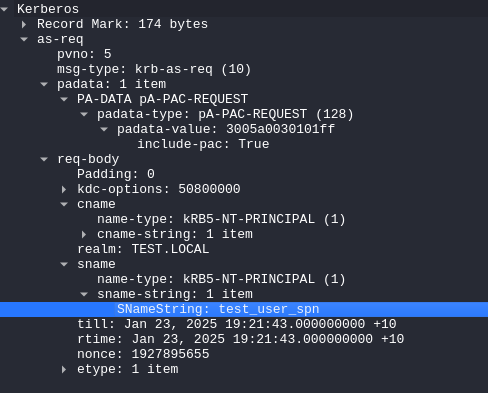 Kerberos
Record Mark: 174 bytes
as-req
pvno: 5
msg-type: krb-as-req (10)
padata: 1 item
PA-DATA pA-PAC-REQUEST
padata-type: pA-PAC-REQUEST (128)
padata-value: 3005a0030101ff
include-pac: True
req-body
Padding: 0
kdc-options: 50800000
cname
name-type: kRB5-NT-PRINCIPAL (1)
cname-string: 1 item
realm: TEST.LOCAL
sname
name-type: kRB5-NT-PRINCIPAL (1)
sname-string: 1 item
SNameString: test_user_spn
till: Jan 23, 2025 19:21:43.000000000 +10
rtime: Jan 23, 2025 19:21:43.000000000 +10
nonce: 1927895655
etype: 1 item